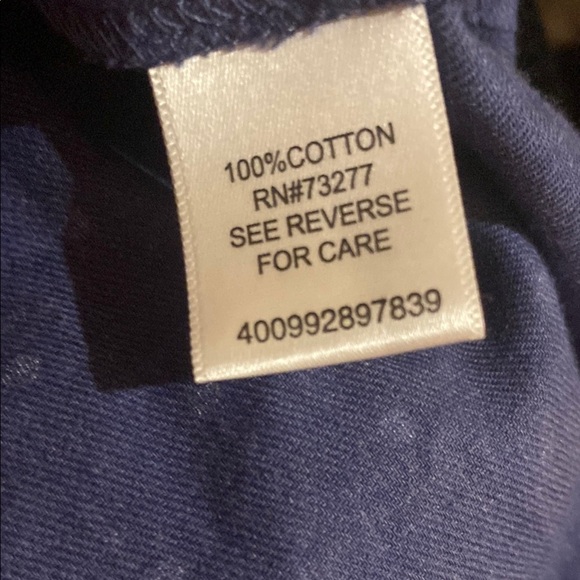 100%COTTON
RN#73277
SEE REVERSE
FOR CARE
400992897839